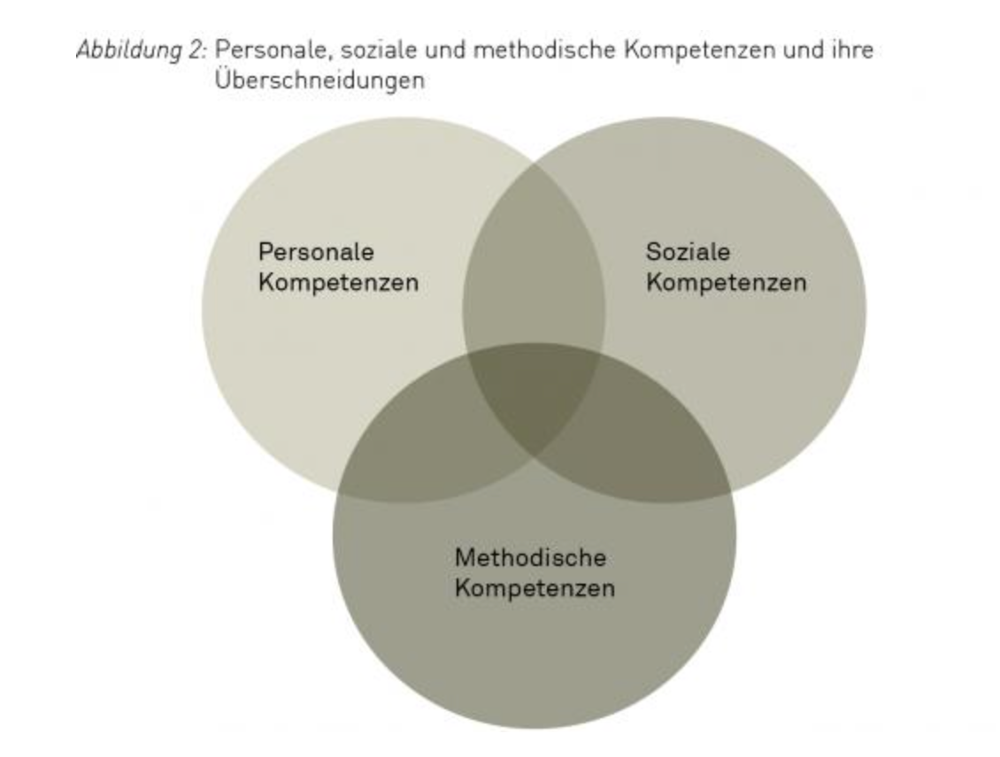 Abbildung 2: Personale, soziale und methodische Kompetenzen und ihre
Überschneidungen
Personale
Kompetenzen
Soziale
Kompetenzen
Methodische
Kompetenzen